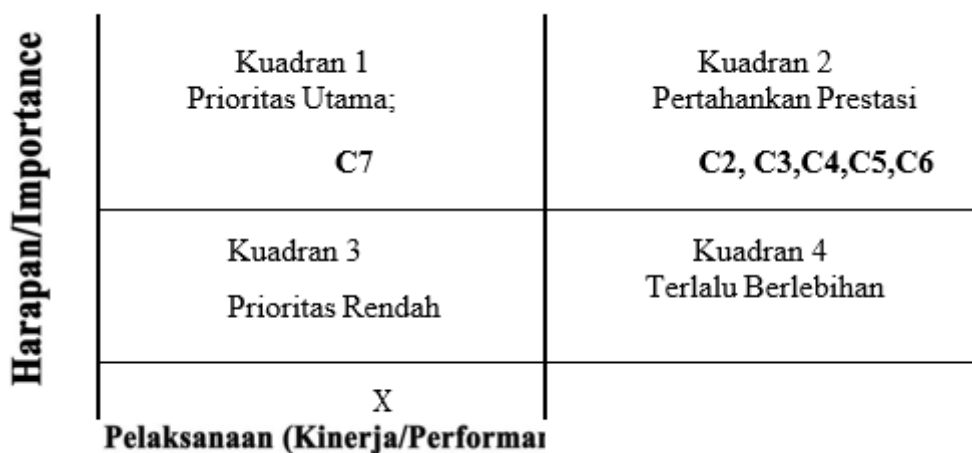 Harapan/Importance
Kuadran 1
Prioritas Utama;
C7
Kuadran 2
Pertahankan Prestasi
C2, C3,C4,C5,C6
Kuadran 3
Prioritas Rendah
Kuadran 4
Terlalu Berlebihan
X
Pelaksanaan (Kinerja/Performa